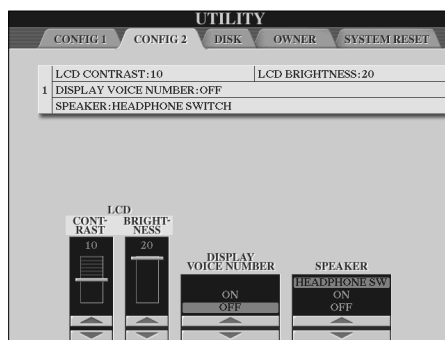 UTILITY
CONFIG 1 CONFIG 2 DISK OWNER SYSTEM RESET
LCD CONTRAST:10 LCD BRIGHTNESS:20
1 DISPLAY VOICE NUMBER:OFF
SPEAKER:HEADPHONE SWITCH
LCD
CONT-
RAST
BRIGHT-
NESS
10 20
DISPLAY
VOICE NUMBER
ON
OFF
SPEAKER
HEADPHONE SW
ON
OFF